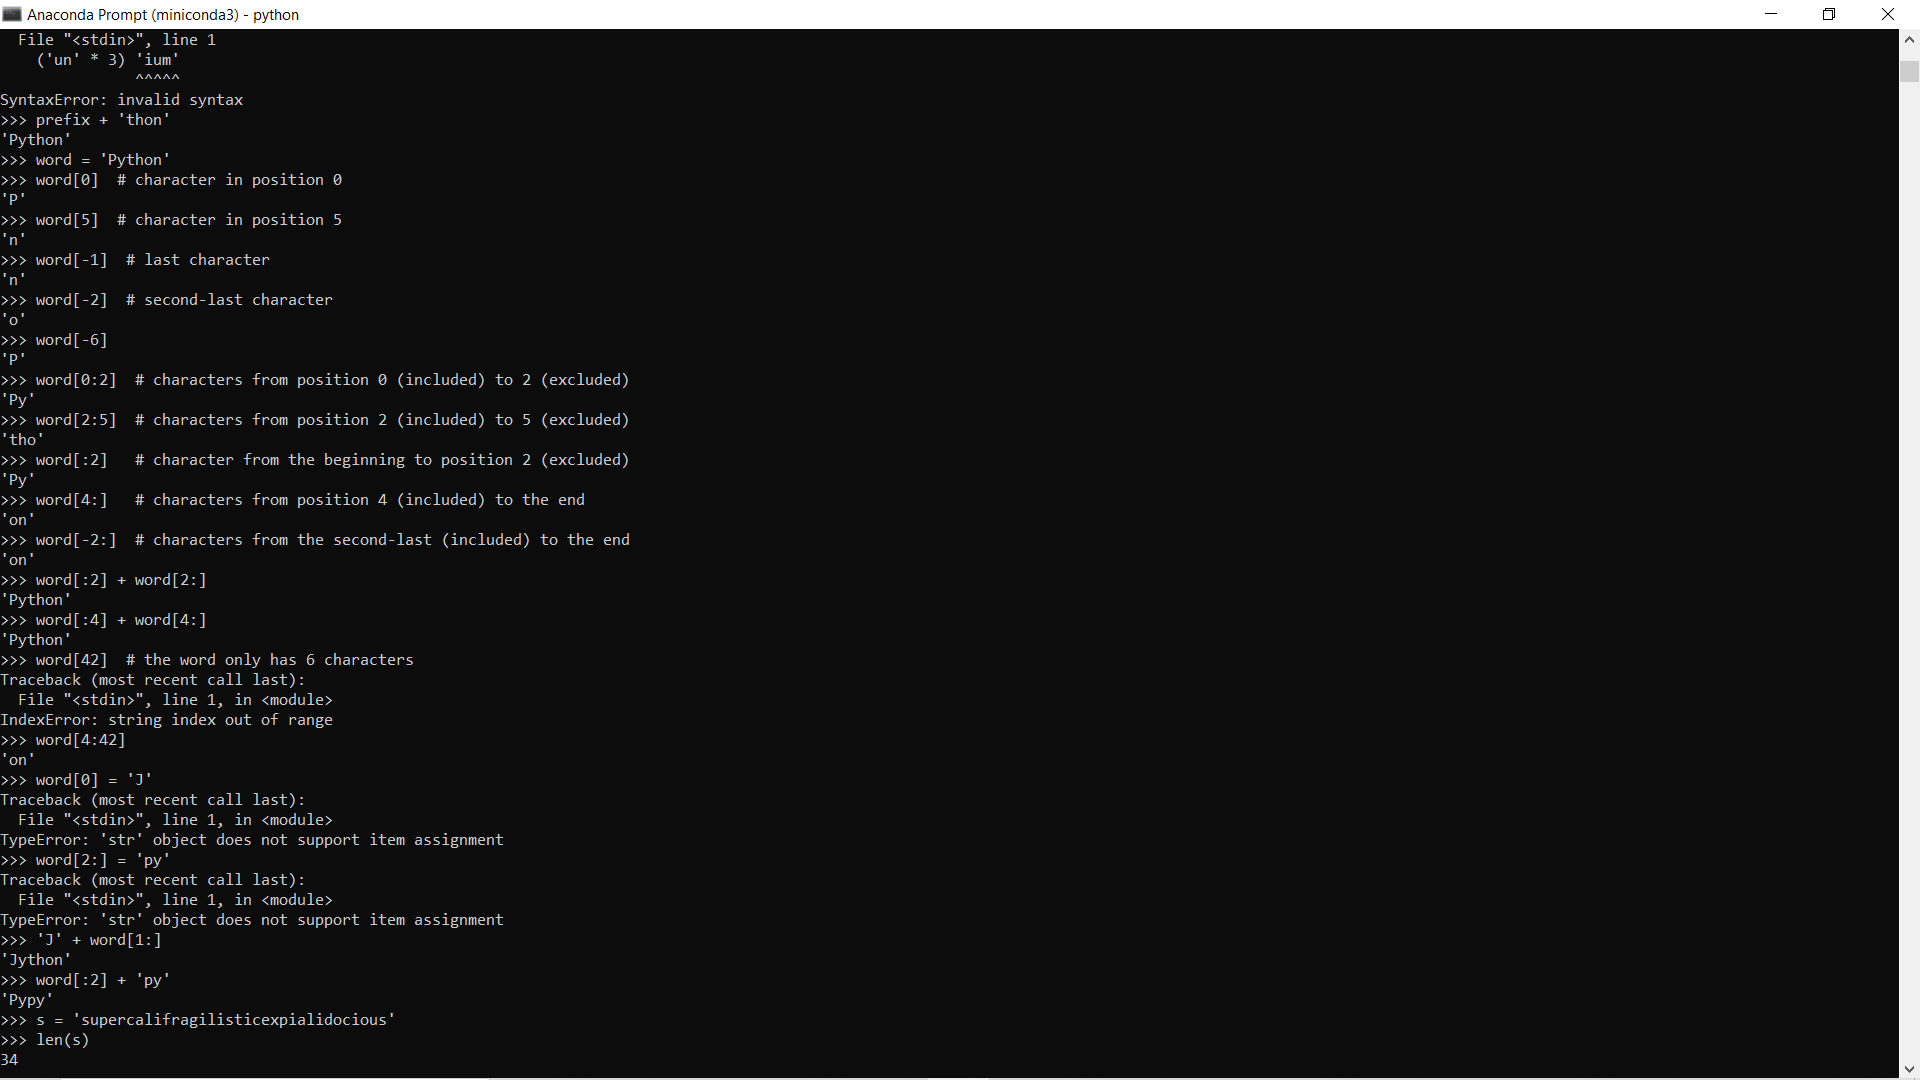 Anaconda Prompt (miniconda3) - python
  File "<stdin>", line 1
    ('un' * 3) 'ium'
               ^^^^^
SyntaxError: invalid syntax
>>> prefix + 'thon'
'Python'
>>> word = 'Python'
>>> word[0]  # character in position 0
'P'
>>> word[5]  # character in position 5
'n'
>>> word[-1]  # last character
'n'
>>> word[-2]  # second-last character
'o'
>>> word[-6]
'P'
>>> word[0:2]  # characters from position 0 (included) to 2 (excluded)
'Py'
>>> word[2:5]  # characters from position 2 (included) to 5 (excluded)
'tho'
>>> word[:2]   # character from the beginning to position 2 (excluded)
'Py'
>>> word[4:]   # characters from position 4 (included) to the end
'on'
>>> word[-2:]  # characters from the second-last (included) to the end
'on'
>>> word[:2] + word[2:]
'Python'
>>> word[:4] + word[4:]
'Python'
>>> word[42]  # the word only has 6 characters
Traceback (most recent call last):
  File "<stdin>", line 1, in <module>
IndexError: string index out of range
>>> word[4:42]
'on'
>>> word[0] = 'J'
Traceback (most recent call last):
  File "<stdin>", line 1, in <module>
TypeError: 'str' object does not support item assignment
>>> word[2:] = 'py'
Traceback (most recent call last):
  File "<stdin>", line 1, in <module>
TypeError: 'str' object does not support item assignment
>>> 'J' + word[1:]
'Jython'
>>> word[:2] + 'py'
'Pypy'
>>> s = 'supercalifragilisticexpialidocious'
>>> len(s)
34